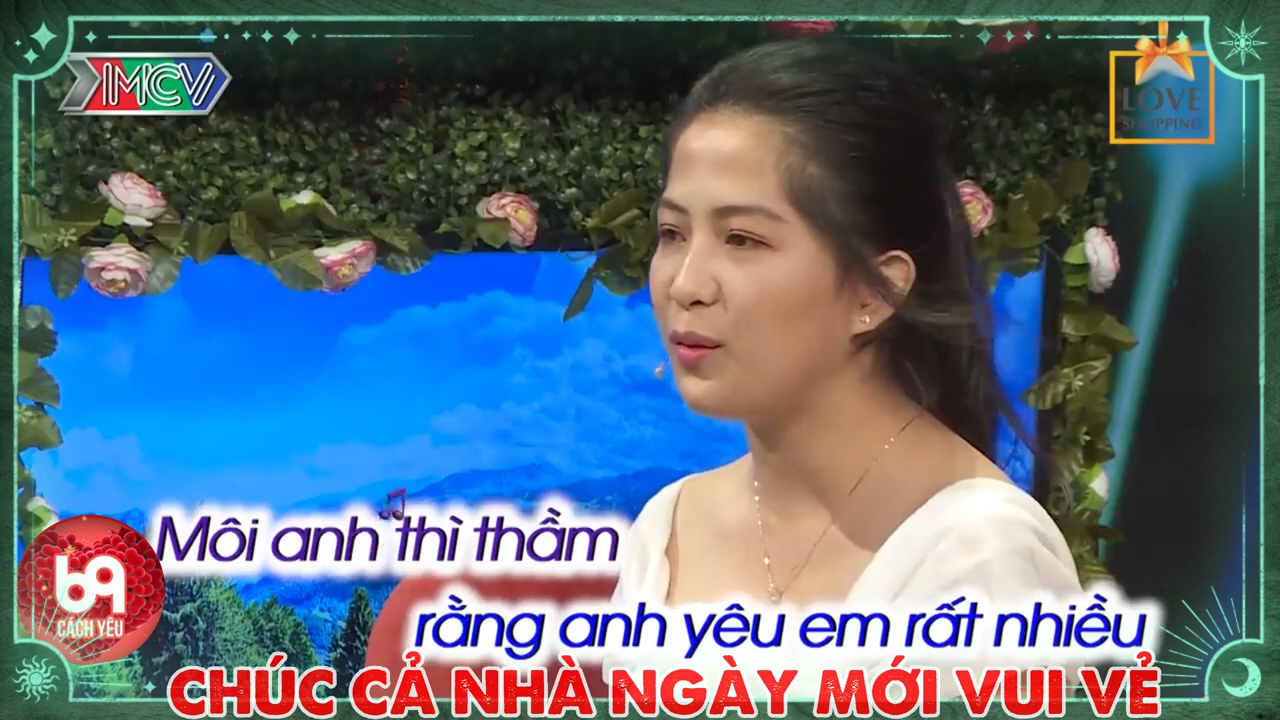 MCV
LOVE
SHOPPING
Môi anh thì thầm
rằng anh yêu em rất nhiều
69
CÁCH YÊU
CHÚC CẢ NHÀ NGÀY MỚI VUI VẺ